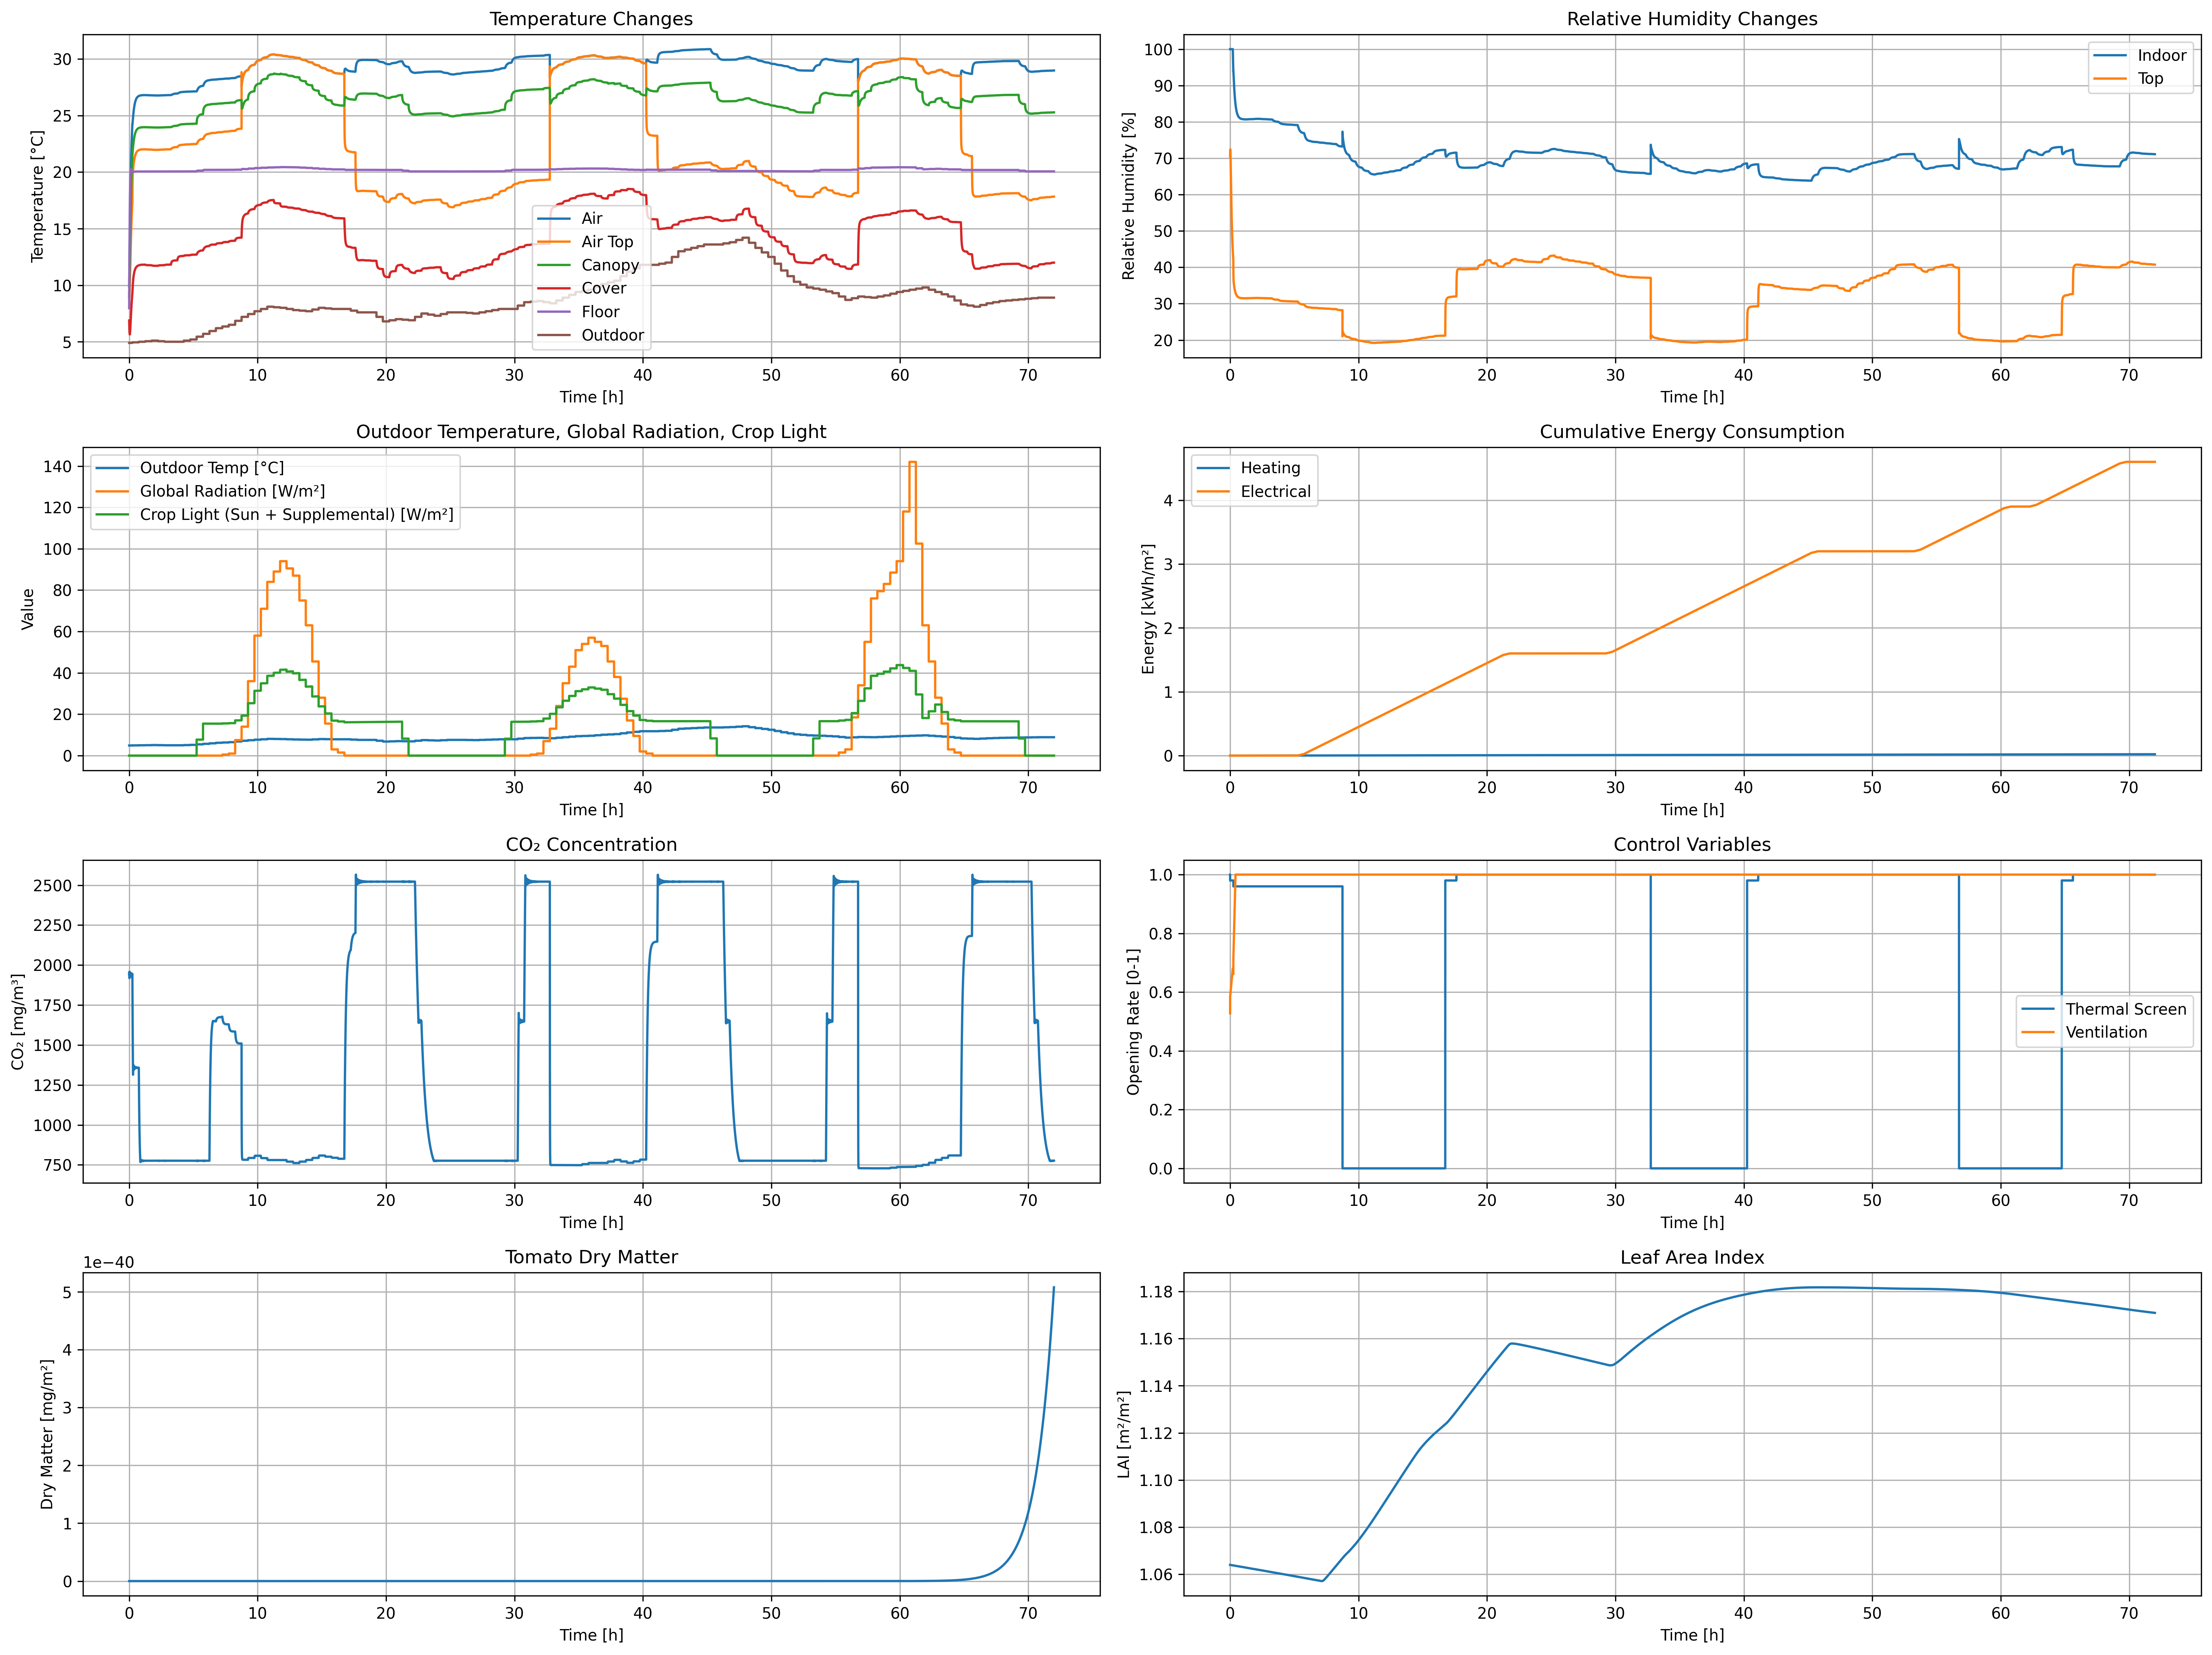 Temperature Changes
Temperature [°C]
30
25
20
15
10
5
Air
Air Top
Canopy
Cover
Floor
Outdoor
0 10 20 30 40 50 60 70
Time [h]
Relative Humidity Changes
Relative Humidity [%]
100
90
80
70
60
50
40
30
20
Indoor
Top
0 10 20 30 40 50 60 70
Time [h]
Outdoor Temperature, Global Radiation, Crop Light
Value
140
120
100
80
60
40
20
0
Outdoor Temp [°C]
Global Radiation [W/m²]
Crop Light (Sun + Supplemental) [W/m²]
0 10 20 30 40 50 60 70
Time [h]
Cumulative Energy Consumption
Energy [kWh/m²]
4
3
2
1
0
Heating
Electrical
0 10 20 30 40 50 60 70
Time [h]
CO₂ Concentration
CO₂ [mg/m³]
2500
2250
2000
1750
1500
1250
1000
750
0 10 20 30 40 50 60 70
Time [h]
Control Variables
Opening Rate [0-1]
1.0
0.8
0.6
0.4
0.2
0.0
Thermal Screen
Ventilation
0 10 20 30 40 50 60 70
Time [h]
Tomato Dry Matter
1e−40
Dry Matter [mg/m²]
5
4
3
2
1
0
0 10 20 30 40 50 60 70
Time [h]
Leaf Area Index
LAI [m²/m²]
1.18
1.16
1.14
1.12
1.10
1.08
1.06
0 10 20 30 40 50 60 70
Time [h]